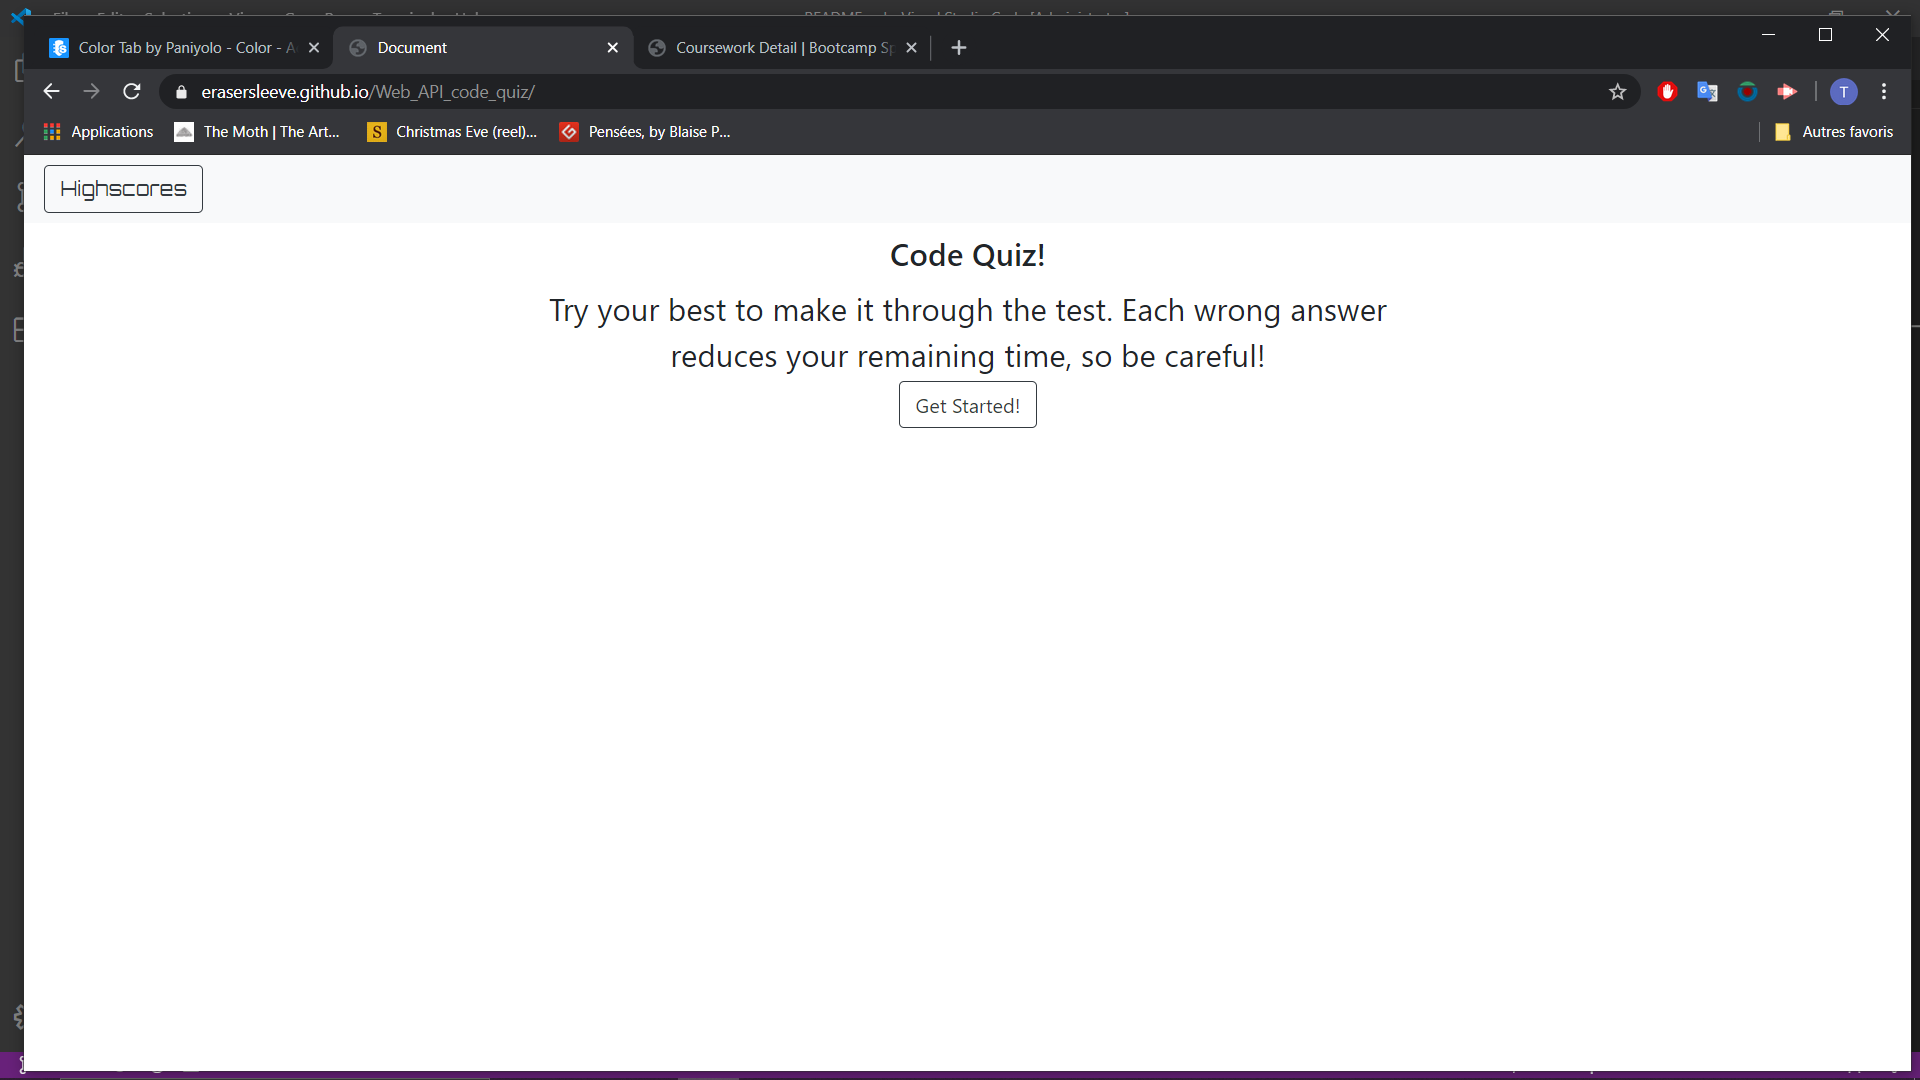 Color Tab by Paniyolo - Color - A
Document
Coursework Detail | Bootcamp Sp
erasersleeve.github.io/Web_API_code_quiz/
T
Applications
The Moth | The Art...
S
Christmas Eve (reel)...
Pensées, by Blaise P...
Autres favoris
Highscores
Code Quiz!
Try your best to make it through the test. Each wrong answer
reduces your remaining time, so be careful!
Get Started!